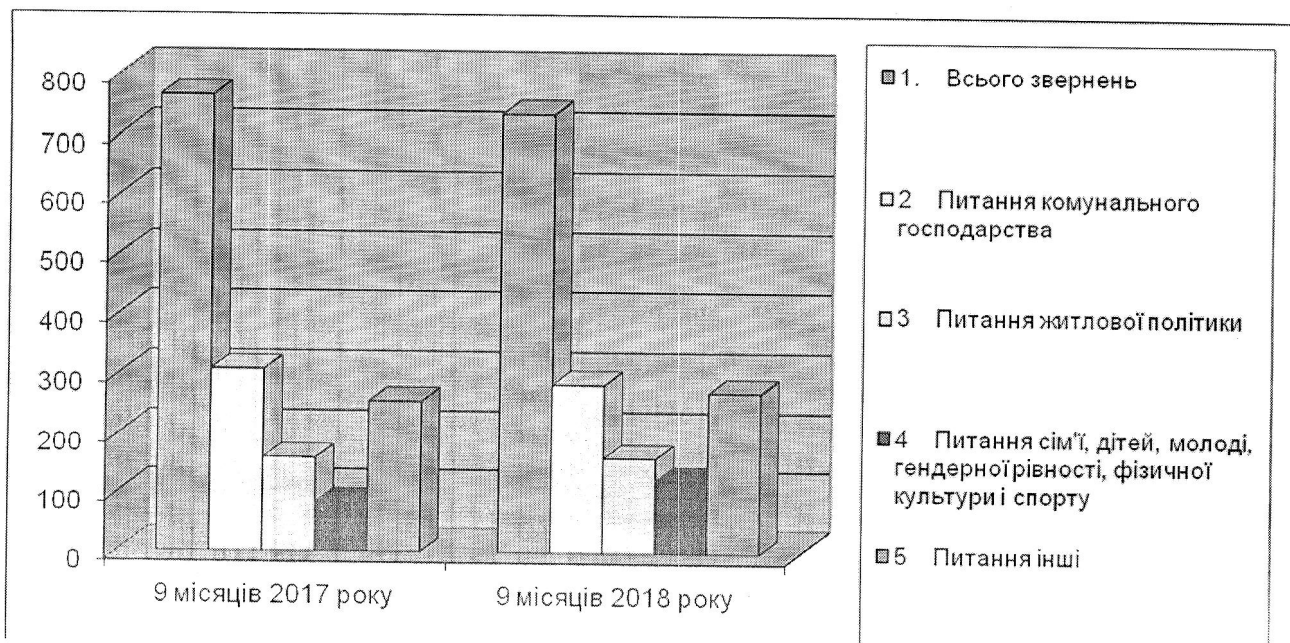 800
700
600
500
400
300
200
100
0
9 місяців 2017 року
9 місяців 2018 року
1. Всього звернень
2 Питання комунального
господарства
3 Питання житлової політики
4 Питання сім'ї, дітей, молоді,
гендерної рівності, фізичної
культури і спорту
5 Питання інші